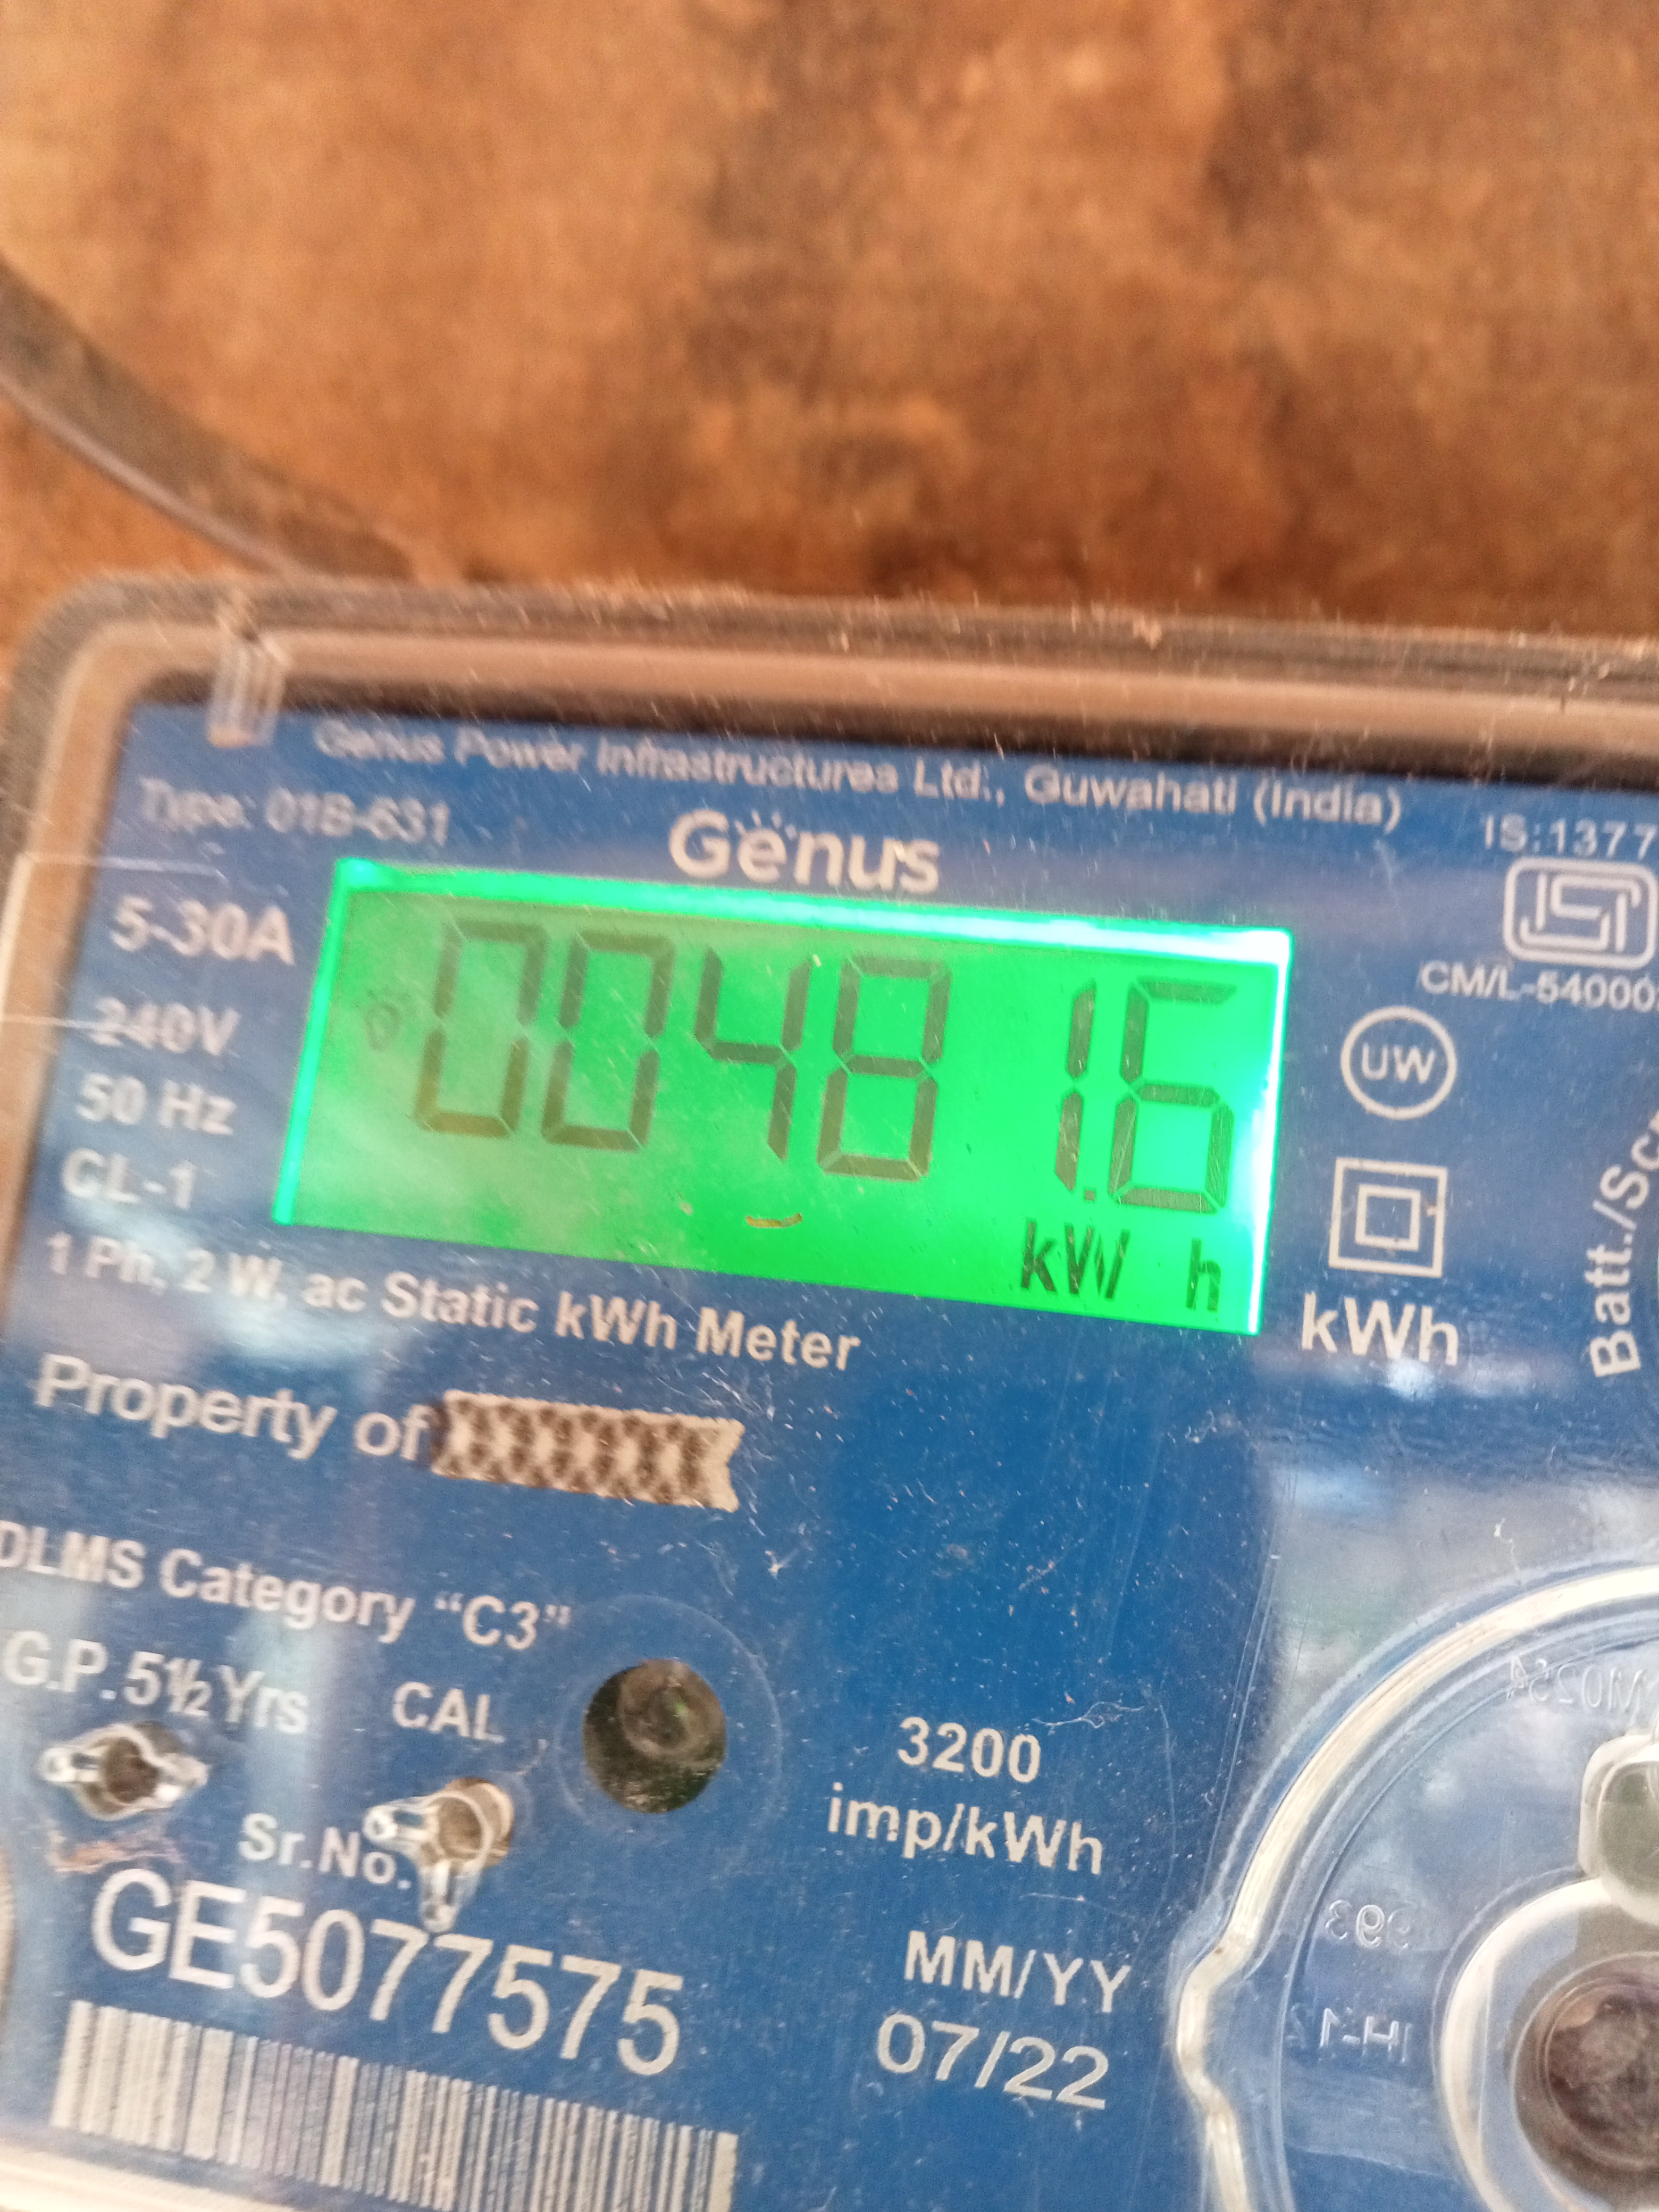 Genus Power Infrastructures Ltd., Guwahati (India)
Type: 01B-631
Genus
IS:1377
5-30A
240V
50 Hz
CL-1
00481.6
kW h
CM/L-54000
UW
kWh
Batt./Sc
1 Ph, 2 W, ac Static kWh Meter
Property of
DLMS Category “C3”
G.P.5½Yrs
CAL
3200
imp/kWh
Sr.No.
GE5077575
MM/YY
07/22